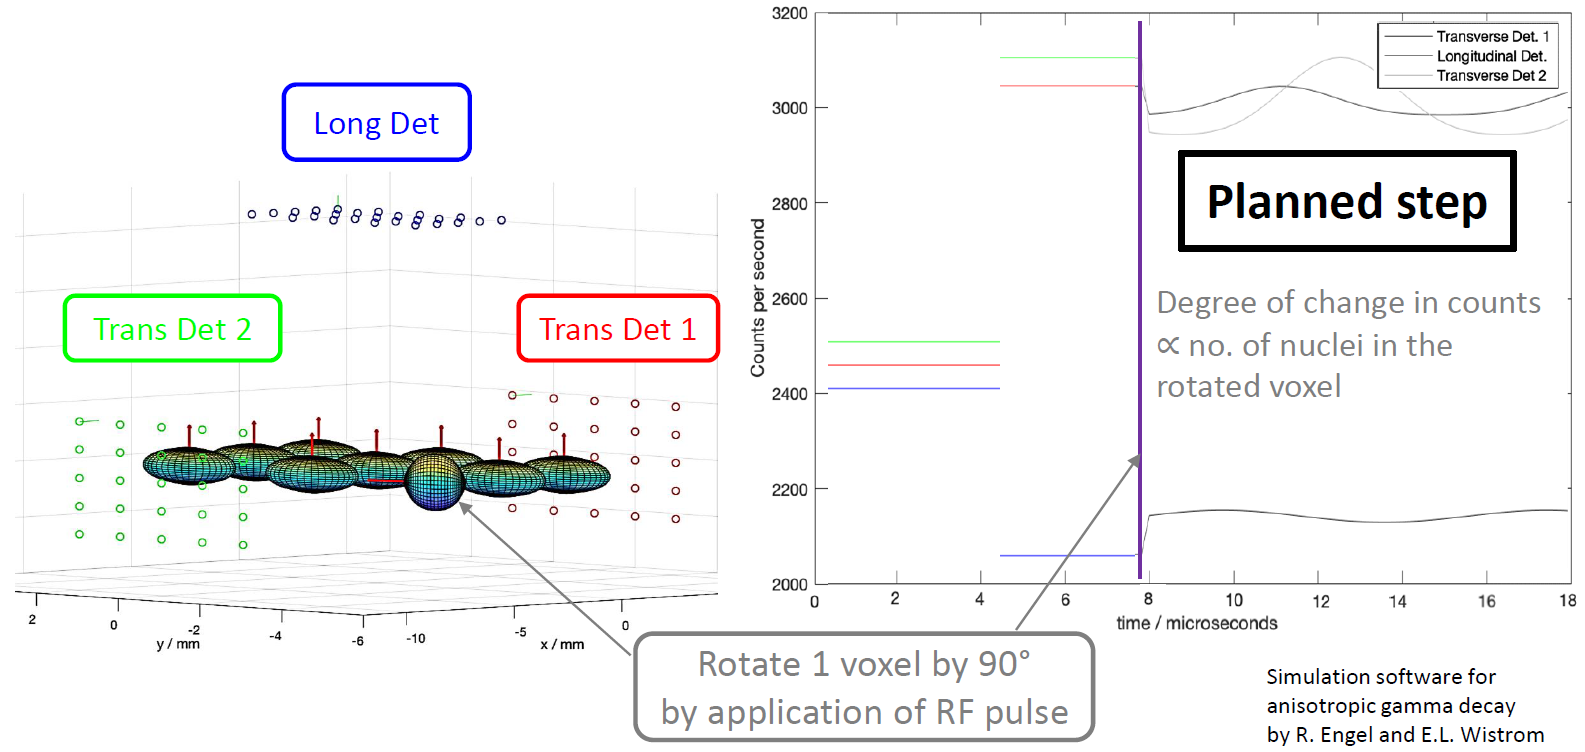 Long Det
Trans Det 2
Trans Det 1
2
0
-2
-4
-6
y / mm
-10
-5
0
x / mm
3200
3000
2800
2600
2400
2200
2000
Counts per second
0
2
4
6
8
10
12
14
16
18
time / microseconds
Transverse Det. 1
Longitudinal Det.
Transverse Det 2
Planned step
Degree of change in counts
∝ no. of nuclei in the
rotated voxel
Rotate 1 voxel by 90°
by application of RF pulse
Simulation software for
anisotropic gamma decay
by R. Engel and E.L. Wistrom